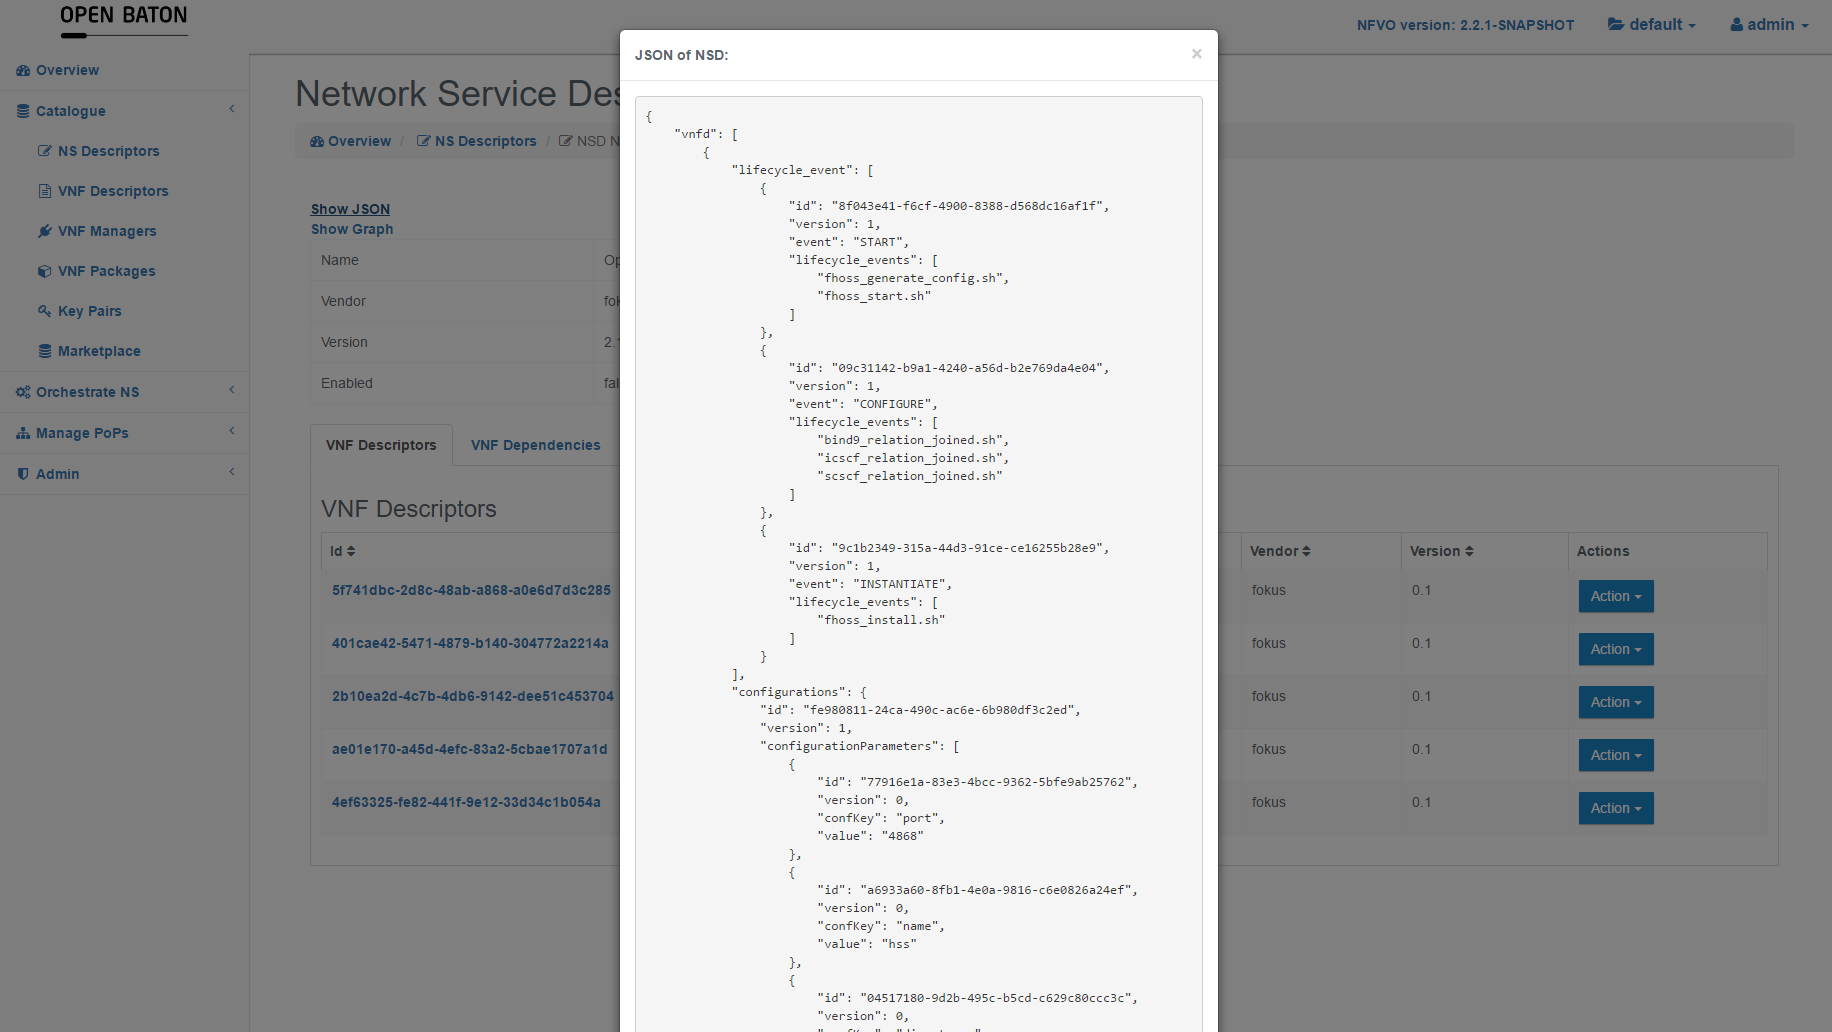 OPEN BATON
NFVO version: 2.2.1-SNAPSHOT
default
admin
Overview
Catalogue
NS Descriptors
VNF Descriptors
VNF Managers
VNF Packages
Key Pairs
Marketplace
Orchestrate NS
Manage PoPs
Admin
Network Service Des
Overview / NS Descriptors / NSD N
Show JSON
Show Graph
Name Op
Vendor fok
Version 2.1
Enabled fal
VNF Descriptors VNF Dependencies
VNF Descriptors
Id Vendor Version Actions
5f741dbc-2d8c-48ab-a868-a0e6d7d3c285 fokus 0.1 Action
401cae42-5471-4879-b140-304772a2214a fokus 0.1 Action
2b10ea2d-4c7b-4db6-9142-dee51c453704 fokus 0.1 Action
ae01e170-a45d-4efc-83a2-5cbae1707a1d fokus 0.1 Action
4ef63325-fe82-441f-9e12-33d34c1b054a fokus 0.1 Action
JSON of NSD: ×
{
"vnfd": [
{
"lifecycle_event": [
{
"id": "8f043e41-f6cf-4900-8388-d568dc16af1f",
"version": 1,
"event": "START",
"lifecycle_events": [
"fhoss_generate_config.sh",
"fhoss_start.sh"
]
},
{
"id": "09c31142-b9a1-4240-a56d-b2e769da4e04",
"version": 1,
"event": "CONFIGURE",
"lifecycle_events": [
"bind9_relation_joined.sh",
"icscf_relation_joined.sh",
"scscf_relation_joined.sh"
]
},
{
"id": "9c1b2349-315a-44d3-91ce-ce16255b28e9",
"version": 1,
"event": "INSTANTIATE",
"lifecycle_events": [
"fhoss_install.sh"
]
}
],
"configurations": {
"id": "fe980811-24ca-490c-ac6e-6b980df3c2ed",
"version": 1,
"configurationParameters": [
{
"id": "77916e1a-83e3-4bcc-9362-5bfe9ab25762",
"version": 0,
"confKey": "port",
"value": "4868"
},
{
"id": "a6933a60-8fb1-4e0a-9816-c6e0826a24ef",
"version": 0,
"confKey": "name",
"value": "hss"
},
{
"id": "04517180-9d2b-495c-b5cd-c629c80ccc3c",
"version": 0,